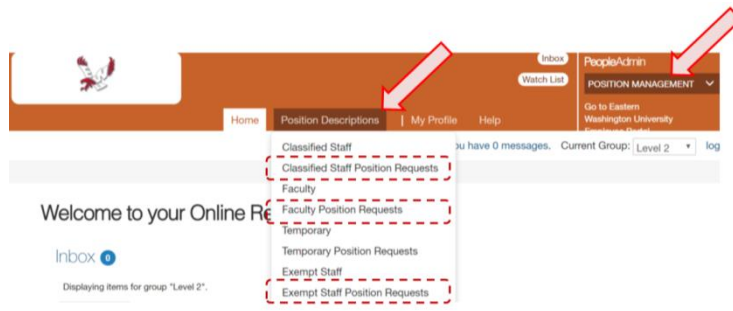 Inbox
PeopleAdmin
Watch List
POSITION MANAGEMENT
Go to Eastern
Washington University
Employee Portal
Home Position Descriptions | My Profile Help
ou have 0 messages. Current Group: Level 2 log
Classified Staff
Classified Staff Position Requests
Faculty
Welcome to your Online Re
Faculty Position Requests
Temporary
Temporary Position Requests
Inbox 0
Exempt Staff
Displaying items for group "Level 2".
Exempt Staff Position Requests